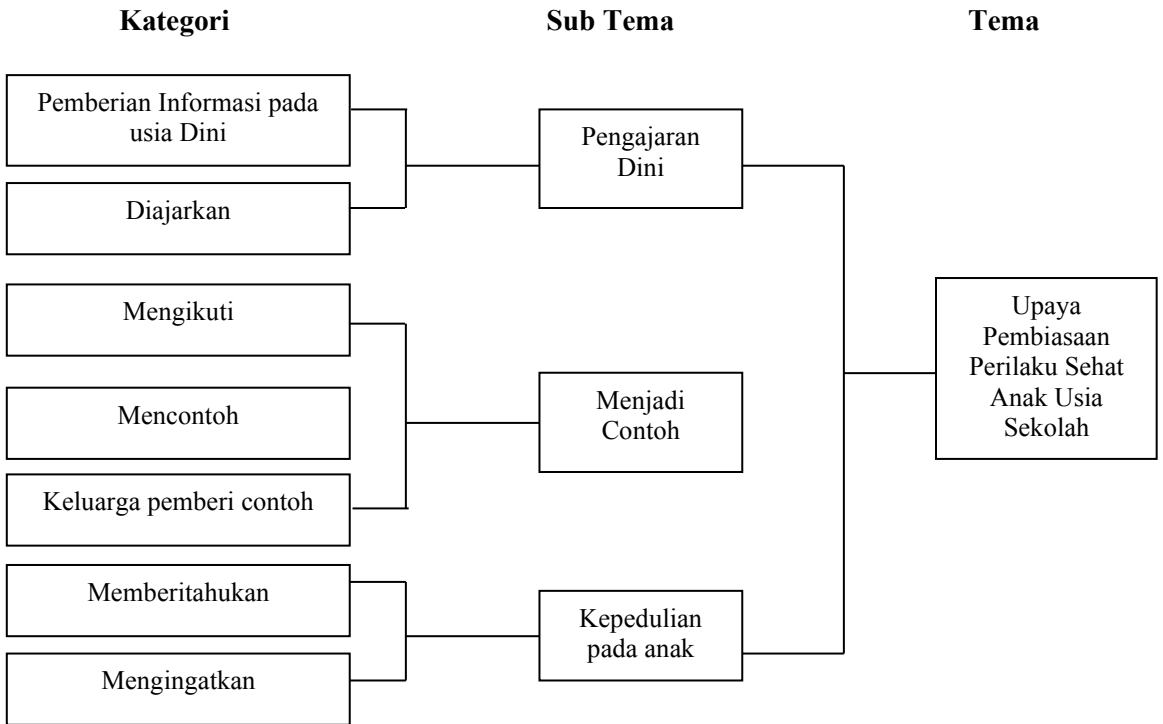 Kategori
Sub Tema
Tema
Pemberian Informasi pada
usia Dini
Diajarkan
Mengikuti
Mencontoh
Keluarga pemberi contoh
Memberitahukan
Mengingatkan
Pengajaran
Dini
Menjadi
Contoh
Kepedulian
pada anak
Upaya
Pembiasaan
Perilaku Sehat
Anak Usia
Sekolah